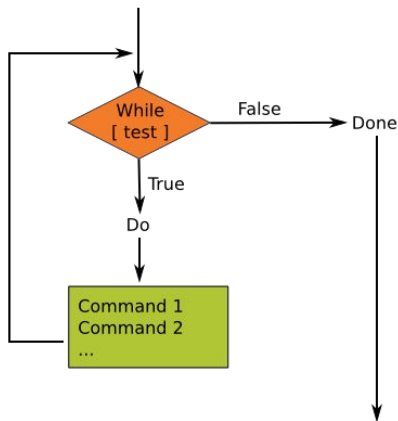 While
[ test ]
False
Done
True
Do
Command 1
Command 2
...